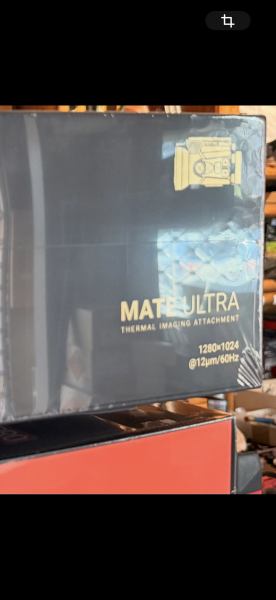 MATE ULTRA
THERMAL IMAGING ATTACHMENT
1280×1024
@12μm/60Hz